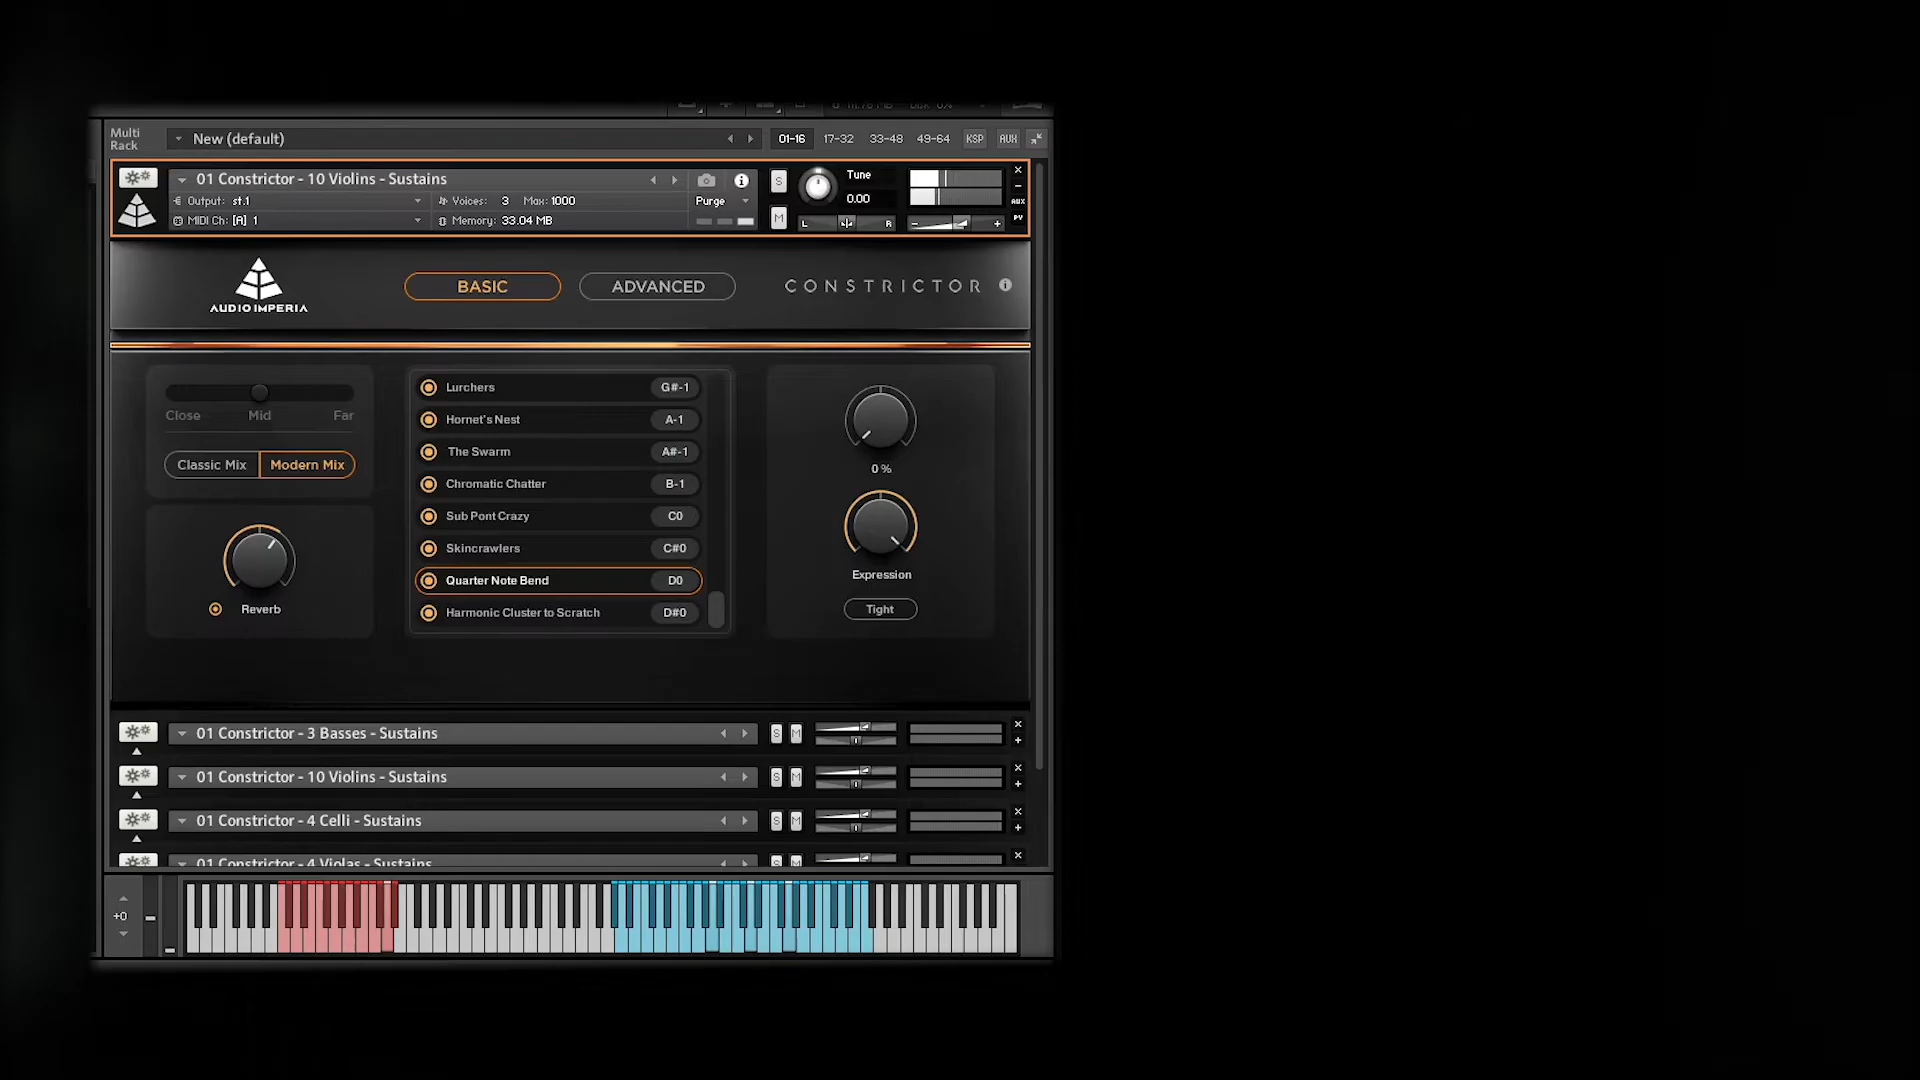 Multi
Rack
New (default)
01-16 17-32 33-48 49-64 KSP AUX
01 Constrictor - 10 Violins - Sustains
S
Tune
Output: st.1
Voices: 3 Max: 1000
Purge
0.00
AUX
MIDI Ch: [A] 1
Memory: 33.04 MB
M
L R
- +
PV
AUDIO IMPERIA
BASIC
ADVANCED
CONSTRICTOR
Close Mid Far
Classic Mix Modern Mix
Reverb
Lurchers G#-1
Hornet's Nest A-1
The Swarm A#-1
Chromatic Chatter B-1
Sub Pont Crazy C0
Skincrawlers C#0
Quarter Note Bend D0
Harmonic Cluster to Scratch D#0
0 %
Expression
Tight
01 Constrictor - 3 Basses - Sustains S M
01 Constrictor - 10 Violins - Sustains S M
01 Constrictor - 4 Celli - Sustains S M
01 Constrictor - 4 Violas - Sustains S M
+0